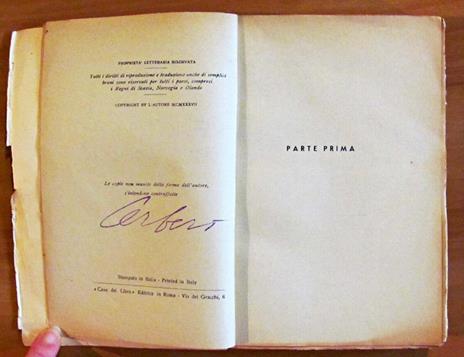 PROPRIETÀ LETTERARIA RISERVATA
Tutti i diritti di riproduzione e traduzione anche di semplici
brani sono riservati per tutti i paesi, compresi
i Regni di Svezia, Norvegia e Olanda
COPYRIGHT BY L'AUTORE MCMXXXVII
Le copie non munite della firma dell'autore,
s'intendono contraffatte
Cerbero
Stampato in Italia - Printed in Italy
«Casa del Libro» Editrice in Roma - Via dei Gracchi, 6
PARTE PRIMA